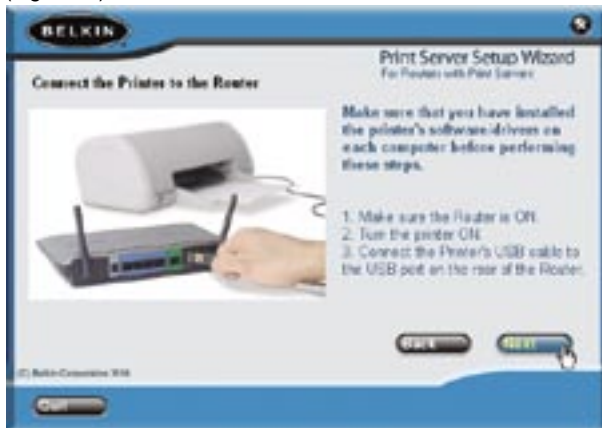 BELKIN
Print Server Setup Wizard
For Routers with Print Servers
Connect the Printer to the Router
Make sure that you have installed
the printer's software/drivers on
each computer before performing
these steps.
1. Make sure the Router is ON.
2. Turn the printer ON.
3. Connect the Printer's USB cable to
the USB port on the rear of the Router.
Back
Next
(C) Belkin Corporation
Quit